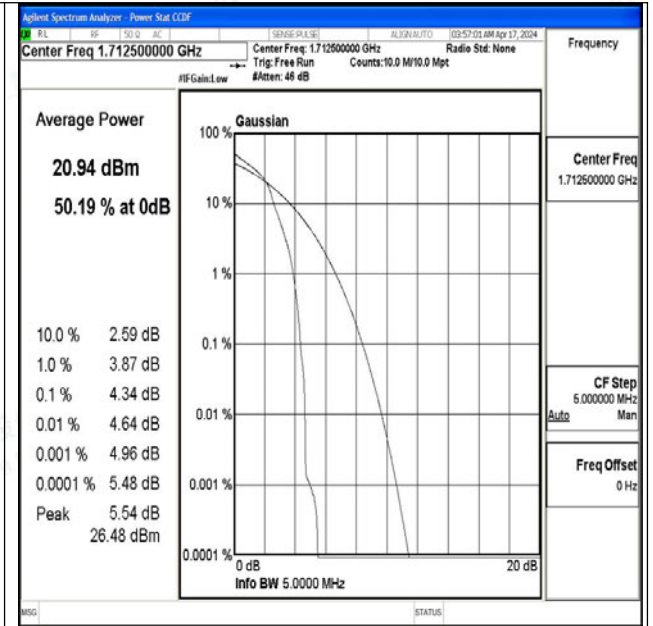 Agilent Spectrum Analyzer - Power Stat CCDF
RL RF 50 Ω AC SENSE:PULSE ALIGN AUTO 03:57:01 AM Apr 17, 2024
Center Freq 1.712500000 GHz
Center Freq: 1.712500000 GHz Radio Std: None
Trig: Free Run Counts:10.0 M/10.0 Mpt
#IFGain:Low #Atten: 46 dB
Frequency
Average Power
20.94 dBm
50.19 % at 0dB
10.0 % 2.59 dB
1.0 % 3.87 dB
0.1 % 4.34 dB
0.01 % 4.64 dB
0.001 % 4.96 dB
0.0001 % 5.48 dB
Peak 5.54 dB
26.48 dBm
Gaussian
100 %
10 %
1 %
0.1 %
0.01 %
0.001 %
0.0001 %
0 dB 20 dB
Info BW 5.0000 MHz
Center Freq
1.712500000 GHz
CF Step
5.000000 MHz
Auto Man
Freq Offset
0 Hz
MSG STATUS